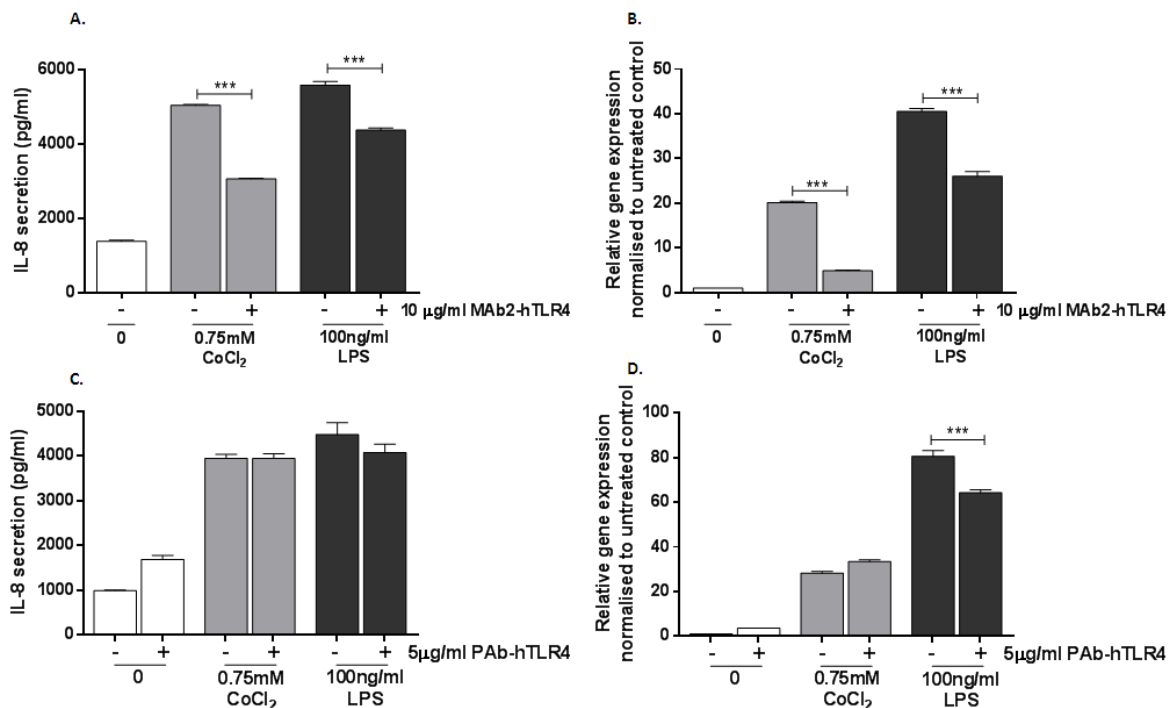 A.
IL-8 secretion (pg/ml)
6000
4000
2000
0
***
***
- - + - + 10 μg/ml MAb2-hTLR4
0 0.75mM 100ng/ml
CoCl₂ LPS
B.
Relative gene expression
normalised to untreated control
50
40
30
20
10
0
***
***
- - + - + 10 μg/ml MAb2-hTLR4
0 0.75mM 100ng/ml
CoCl₂ LPS
C.
IL-8 secretion (pg/ml)
5000
4000
3000
2000
1000
0
- + - + - + 5μg/ml PAb-hTLR4
0 0.75mM 100ng/ml
CoCl₂ LPS
D.
Relative gene expression
normalised to untreated control
100
80
60
40
20
0
***
- + - + - + 5μg/ml PAb-hTLR4
0 0.75mM 100ng/ml
CoCl₂ LPS